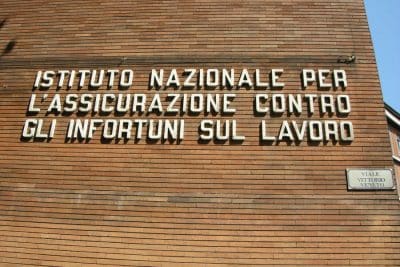 ISTITUTO NAZIONALE PER
L'ASSICURAZIONE CONTRO
GLI INFORTUNI SUL LAVORO
VIALE
VITTORIO
VENETO